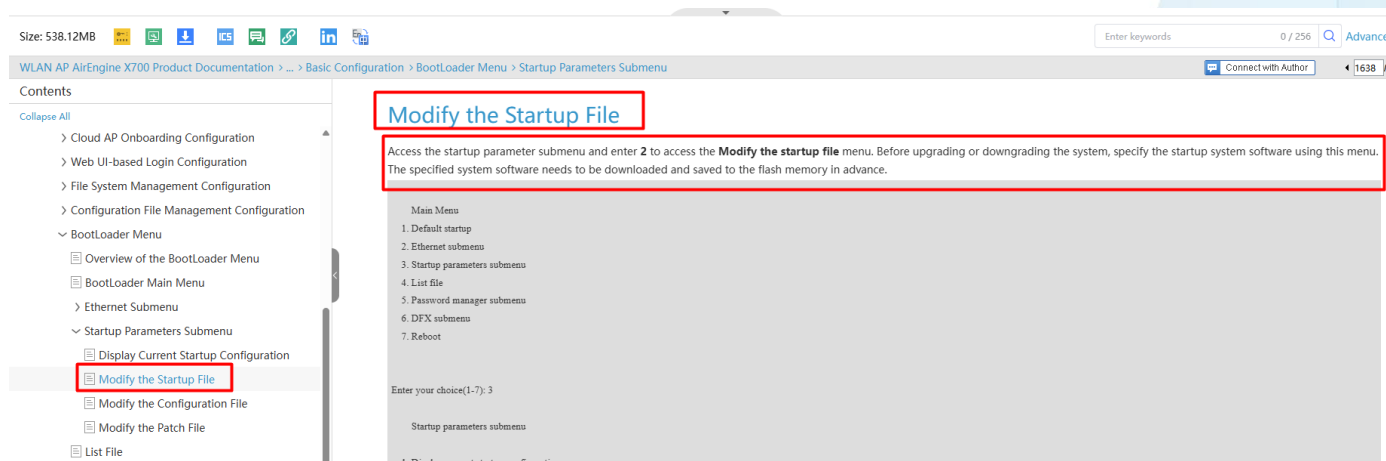 Size: 538.12MB
ICS
in
Enter keywords
0 / 256
Advance
WLAN AP AirEngine X700 Product Documentation > ... > Basic Configuration > BootLoader Menu > Startup Parameters Submenu
Connect with Author
1638
Contents
Collapse All
Cloud AP Onboarding Configuration
Web UI-based Login Configuration
File System Management Configuration
Configuration File Management Configuration
BootLoader Menu
Overview of the BootLoader Menu
BootLoader Main Menu
Ethernet Submenu
Startup Parameters Submenu
Display Current Startup Configuration
Modify the Startup File
Modify the Configuration File
Modify the Patch File
List File
Modify the Startup File
Access the startup parameter submenu and enter 2 to access the Modify the startup file menu. Before upgrading or downgrading the system, specify the startup system software using this menu.
The specified system software needs to be downloaded and saved to the flash memory in advance.
Main Menu
1. Default startup
2. Ethernet submenu
3. Startup parameters submenu
4. List file
5. Password manager submenu
6. DFX submenu
7. Reboot
Enter your choice(1-7): 3
Startup parameters submenu